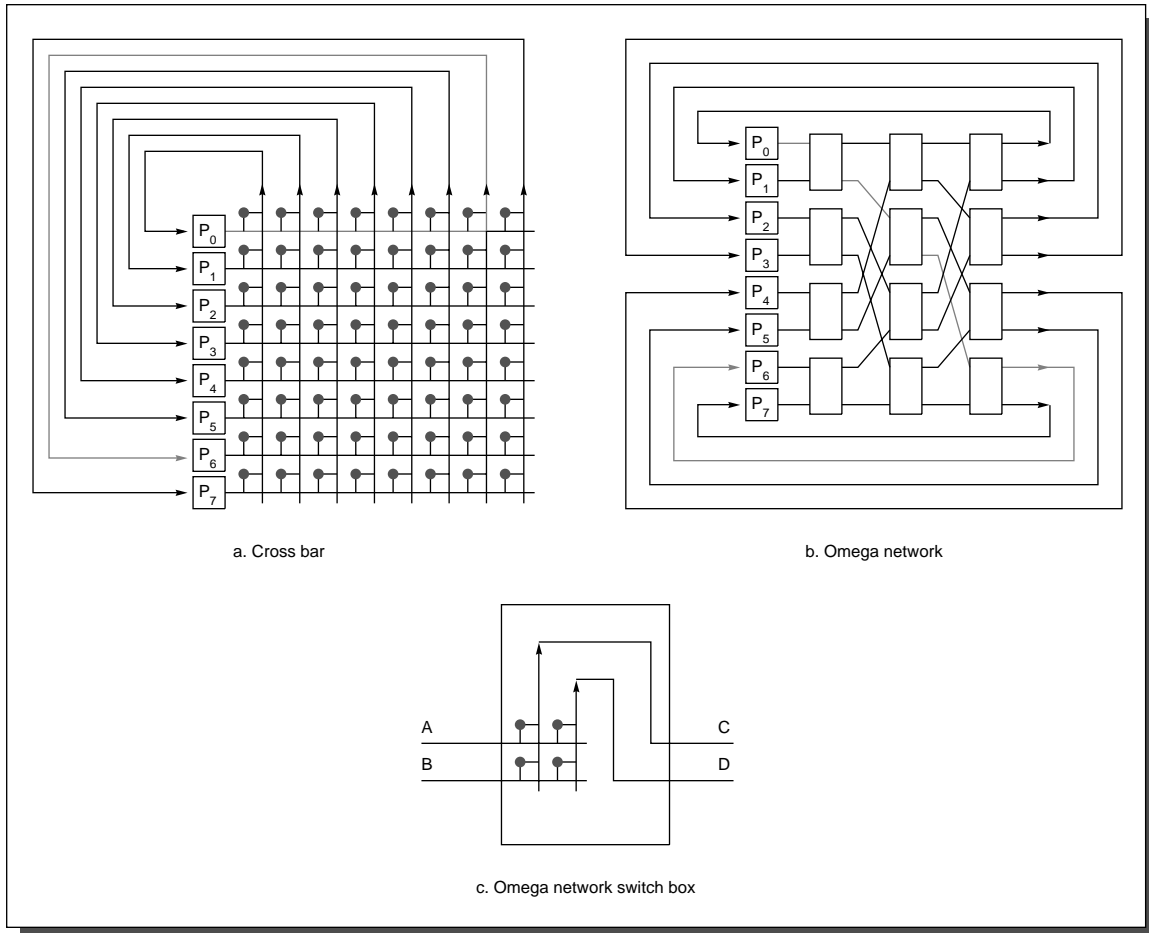 P0
P1
P2
P3
P4
P5
P6
P7
a. Cross bar
P0
P1
P2
P3
P4
P5
P6
P7
b. Omega network
A
B
C
D
c. Omega network switch box